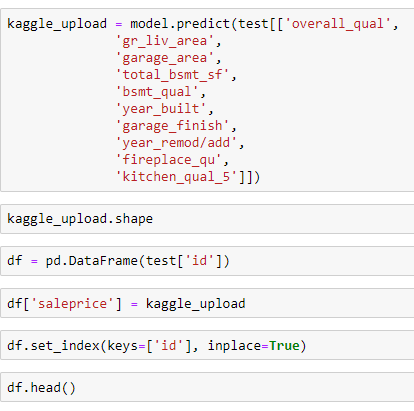 kaggle_upload = model.predict(test[['overall_qual',
'gr_liv_area',
'garage_area',
'total_bsmt_sf',
'bsmt_qual',
'year_built',
'garage_finish',
'year_remod/add',
'fireplace_qu',
'kitchen_qual_5']])
kaggle_upload.shape
df = pd.DataFrame(test['id'])
df['saleprice'] = kaggle_upload
df.set_index(keys=['id'], inplace=True)
df.head()